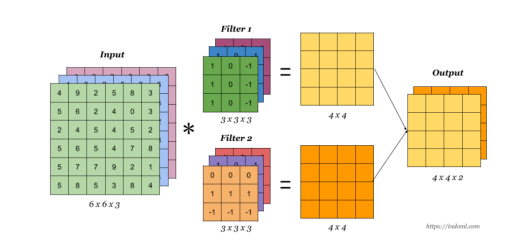 Input
4 9 2 5 8 3
5 6 2 4 0 3
2 4 5 4 5 2
5 6 5 4 7 8
5 7 7 9 2 1
5 8 5 3 8 4
6 x 6 x 3
*
Filter 1
1 0 -1
1 0 -1
1 0 -1
3 x 3 x 3
=
4 x 4
Filter 2
0 0 0
1 1 1
-1 -1 -1
3 x 3 x 3
=
4 x 4
Output
4 x 4 x 2
https://indoml.com